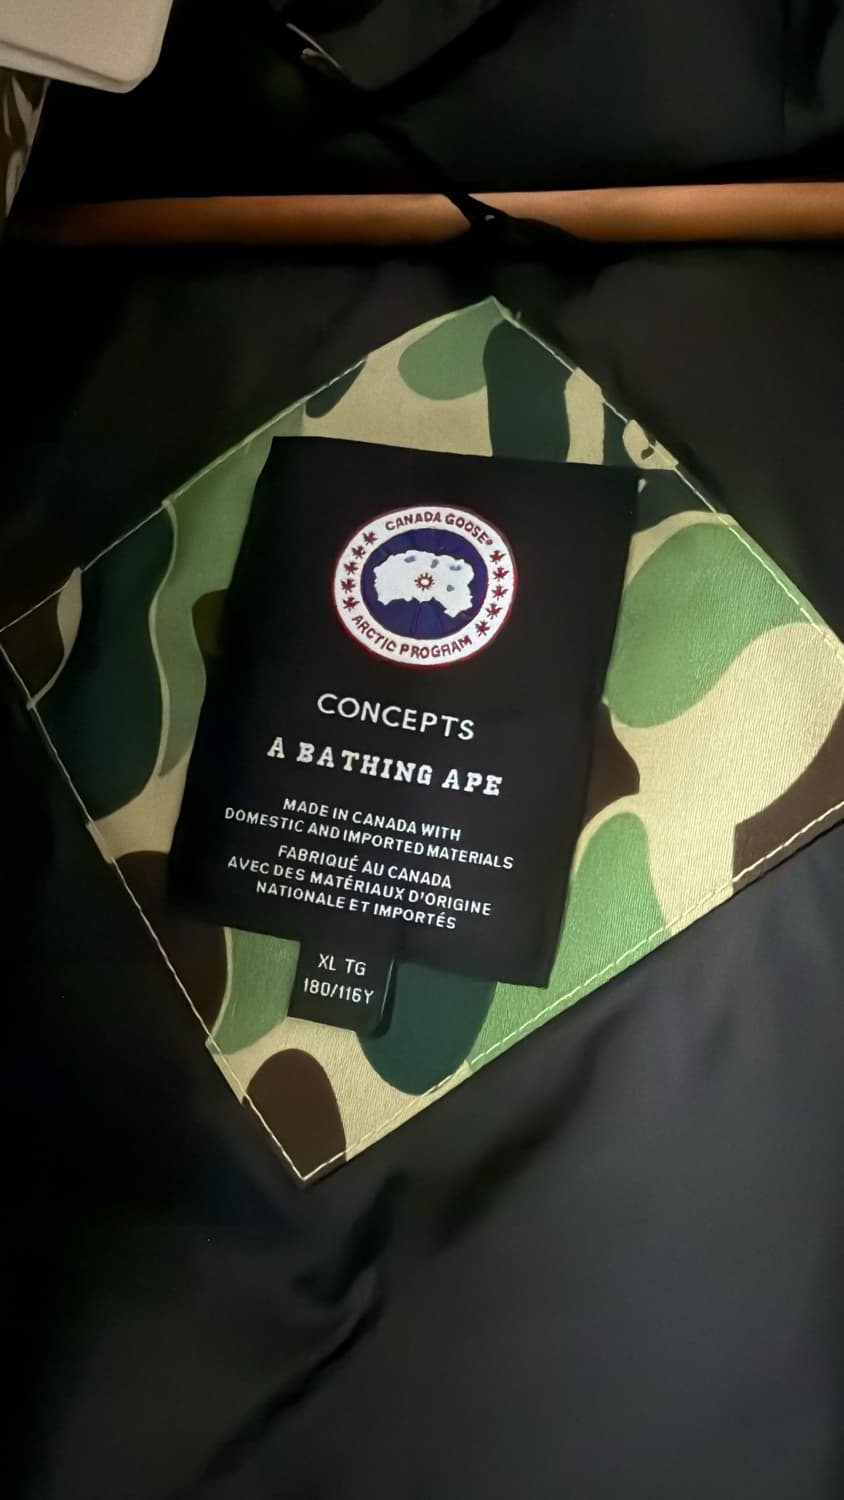 CANADA GOOSE®
ARCTIC PROGRAM
CONCEPTS
A BATHING APE
MADE IN CANADA WITH
DOMESTIC AND IMPORTED MATERIALS
FABRIQUÉ AU CANADA
AVEC DES MATÉRIAUX D'ORIGINE
NATIONALE ET IMPORTÉS
XL TG
180/116Y